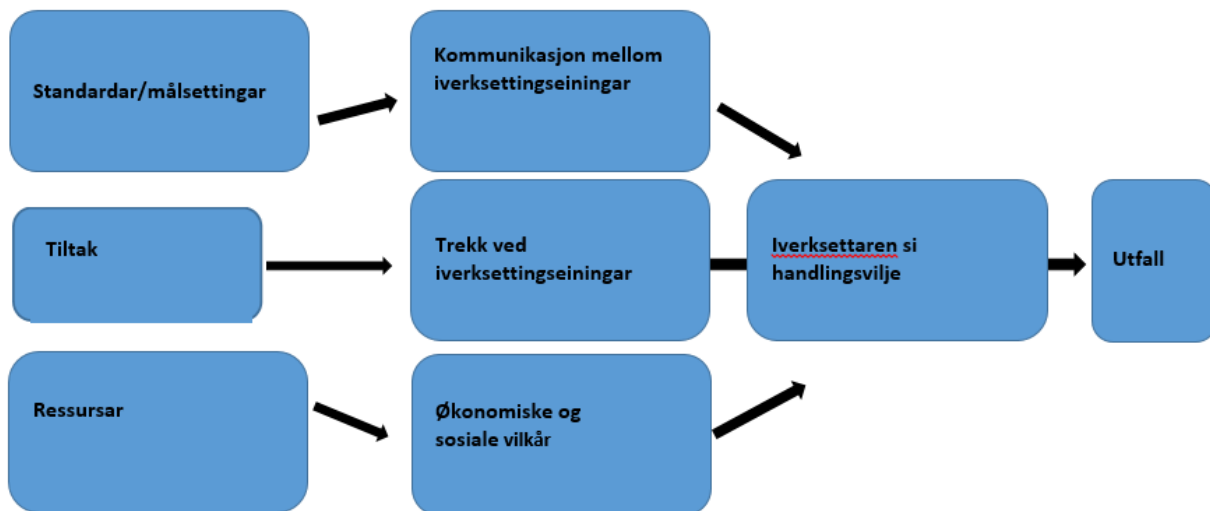 Standardar/målsettingar
Kommunikasjon mellom
iverksettingseiningar
Tiltak
Trekk ved
iverksettingseiningar
Iverksettaren si
handlingsvilje
Utfall
Ressursar
Økonomiske og
sosiale vilkår